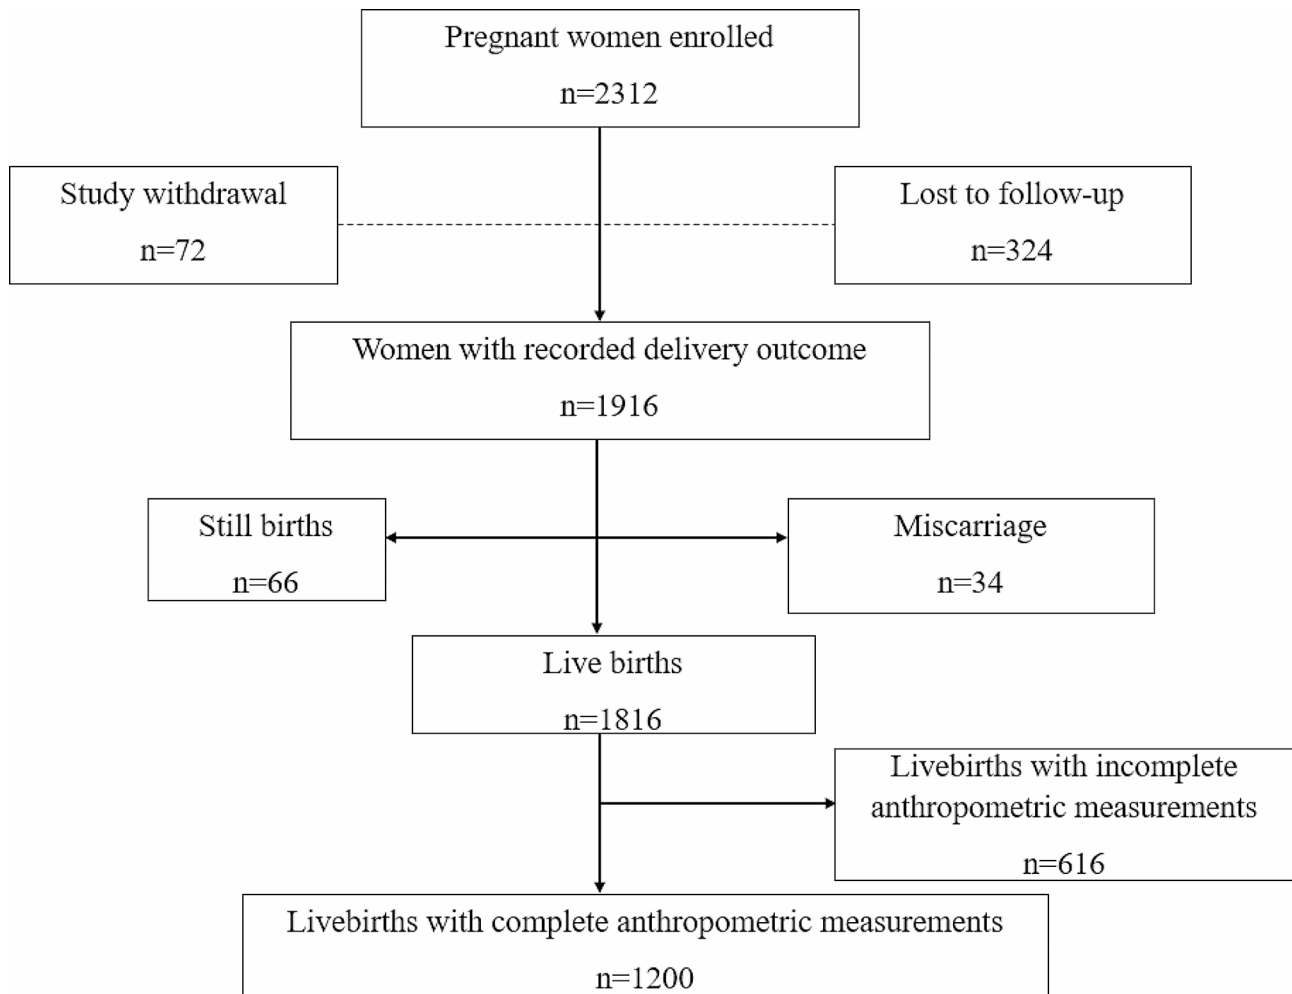 Pregnant women enrolled
n=2312
Study withdrawal
n=72
Lost to follow-up
n=324
Women with recorded delivery outcome
n=1916
Still births
n=66
Miscarriage
n=34
Live births
n=1816
Livebirths with incomplete
anthropometric measurements
n=616
Livebirths with complete anthropometric measurements
n=1200